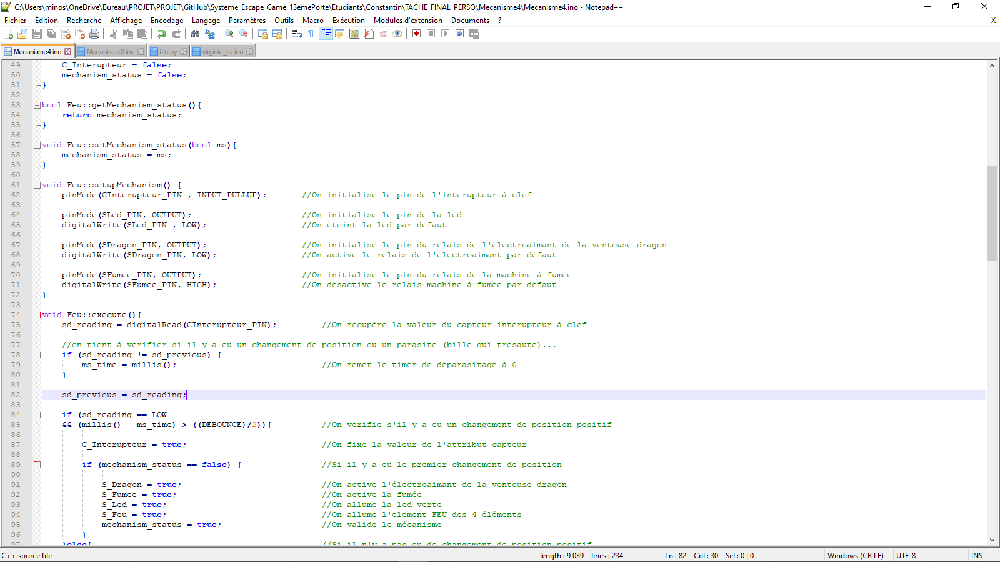 C:\Users\minos\OneDrive\Bureau\PROJET\PROJET\GitHub\Systeme_Escape_Game_13emePorte\Etudiants\Constantin\TACHE_FINAL_PERSO\Mecanisme4\Mecanisme4.ino - Notepad++
Fichier Édition Recherche Affichage Encodage Langage Paramètres Outils Macro Exécution Modules d'extension Documents ? X
Mecanisme4.ino Mecanisme8.ino i2c.py virginie_riz.ino
49 C_Interupteur = false;
50 mechanism_status = false;
51 }
52
53 bool Feu::getMechanism_status(){
54 return mechanism_status;
55 }
56
57 void Feu::setMechanism_status(bool ms){
58 mechanism_status = ms;
59 }
60
61 void Feu::setupMechanism() {
62 pinMode(CInterupteur_PIN , INPUT_PULLUP); //On initialise le pin de l'interupteur à clef
63
64 pinMode(SLed_PIN, OUTPUT); //On initialise le pin de la led
65 digitalWrite(SLed_PIN , LOW); //On éteint la led par défaut
66
67 pinMode(SDragon_PIN, OUTPUT); //On initialise le pin du relais de l'électroaimant de la ventouse dragon
68 digitalWrite(SDragon_PIN, LOW); //On active le relais de l'électroaimant par défaut
69
70 pinMode(SFumee_PIN, OUTPUT); //On initialise le pin du relais de la machine à fumée
71 digitalWrite(SFumee_PIN, HIGH); //On désactive le relais machine à fumée par défaut
72 }
73
74 void Feu::execute(){
75 sd_reading = digitalRead(CInterupteur_PIN); //On récupère la valeur du capteur intérupteur à clef
76
77 //on tient à vérifier si il y a eu un changement de position ou un parasite (bille qui trésaute)...
78 if (sd_reading != sd_previous) {
79 ms_time = millis(); //On remet le timer de déparasitage à 0
80 }
81
82 sd_previous = sd_reading;
83
84 if (sd_reading == LOW
85 && (millis() - ms_time) > ((DEBOUNCE)/2)){ //On vérifie s'il y a eu un changement de position positif
86
87 C_Interupteur = true; //On fixe la valeur de l'attribut capteur
88
89 if (mechanism_status == false) { //Si il y a eu le premier changement de position
90
91 S_Dragon = true; //On active l'électroaimant de la ventouse dragon
92 S_Fumee = true; //On active la fumée
93 S_Led = true; //On allume la led verte
94 S_Feu = true; //On allume l'element FEU des 4 éléments
95 mechanism_status = true; //On valide le mécanisme
96 }
97 }else{ //Si il n'y a pas eu de changement de position positif
C++ source file length : 9 039 lines : 234 Ln : 82 Col : 30 Sel : 0 | 0 Windows (CR LF) UTF-8 INS